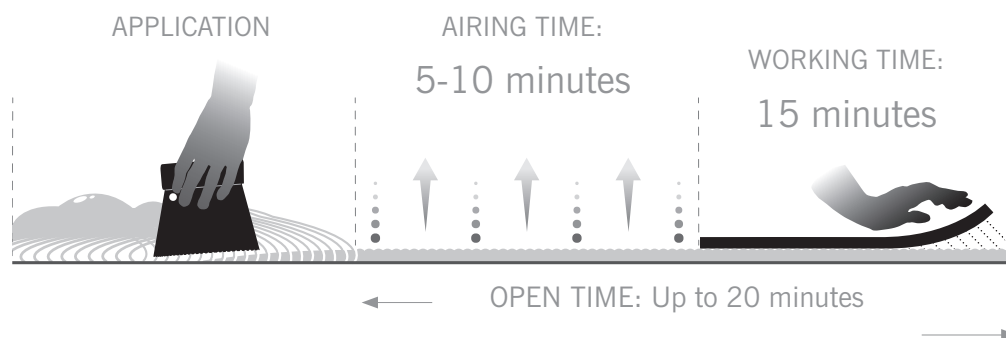 APPLICATION
AIRING TIME:
5-10 minutes
WORKING TIME:
15 minutes
OPEN TIME: Up to 20 minutes